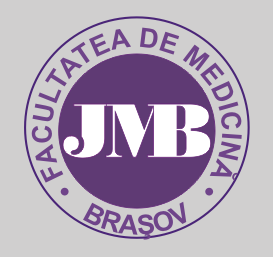 FACULTATEA DE MEDICINĂ
JMB
BRAȘOV